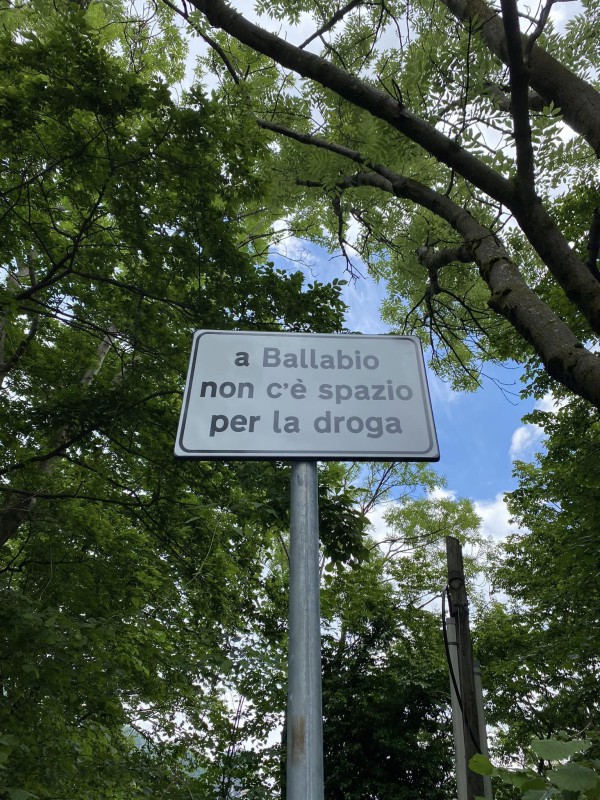 a Ballabio
non c'è spazio
per la droga